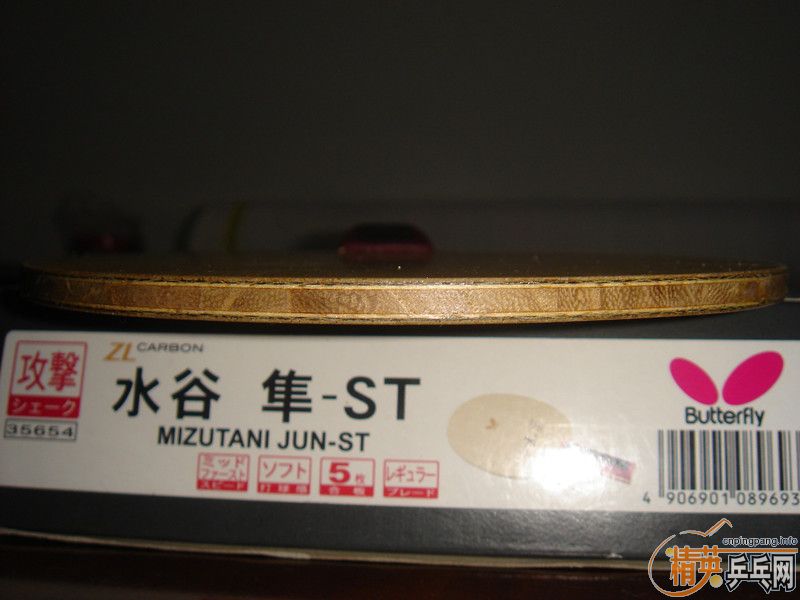 ZL CARBON
攻撃
シェーク
35654
水谷 隼-ST
MIZUTANI JUN-ST
ミッド
ファースト
スピード
ソフト
打球感
5枚
合板
レギュラー
ブレード
Butterfly
4 906901 089693
cnpingpang.info
精英乒乓网